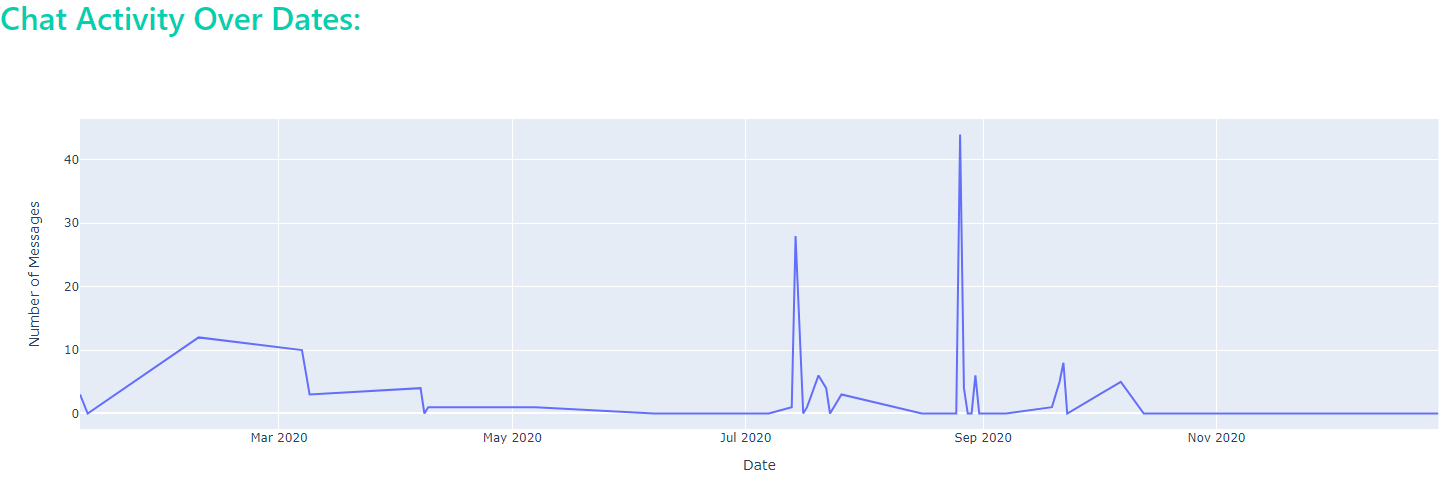 Chat Activity Over Dates:
40
30
20
10
0
Number of Messages
Mar 2020
May 2020
Jul 2020
Sep 2020
Nov 2020
Date